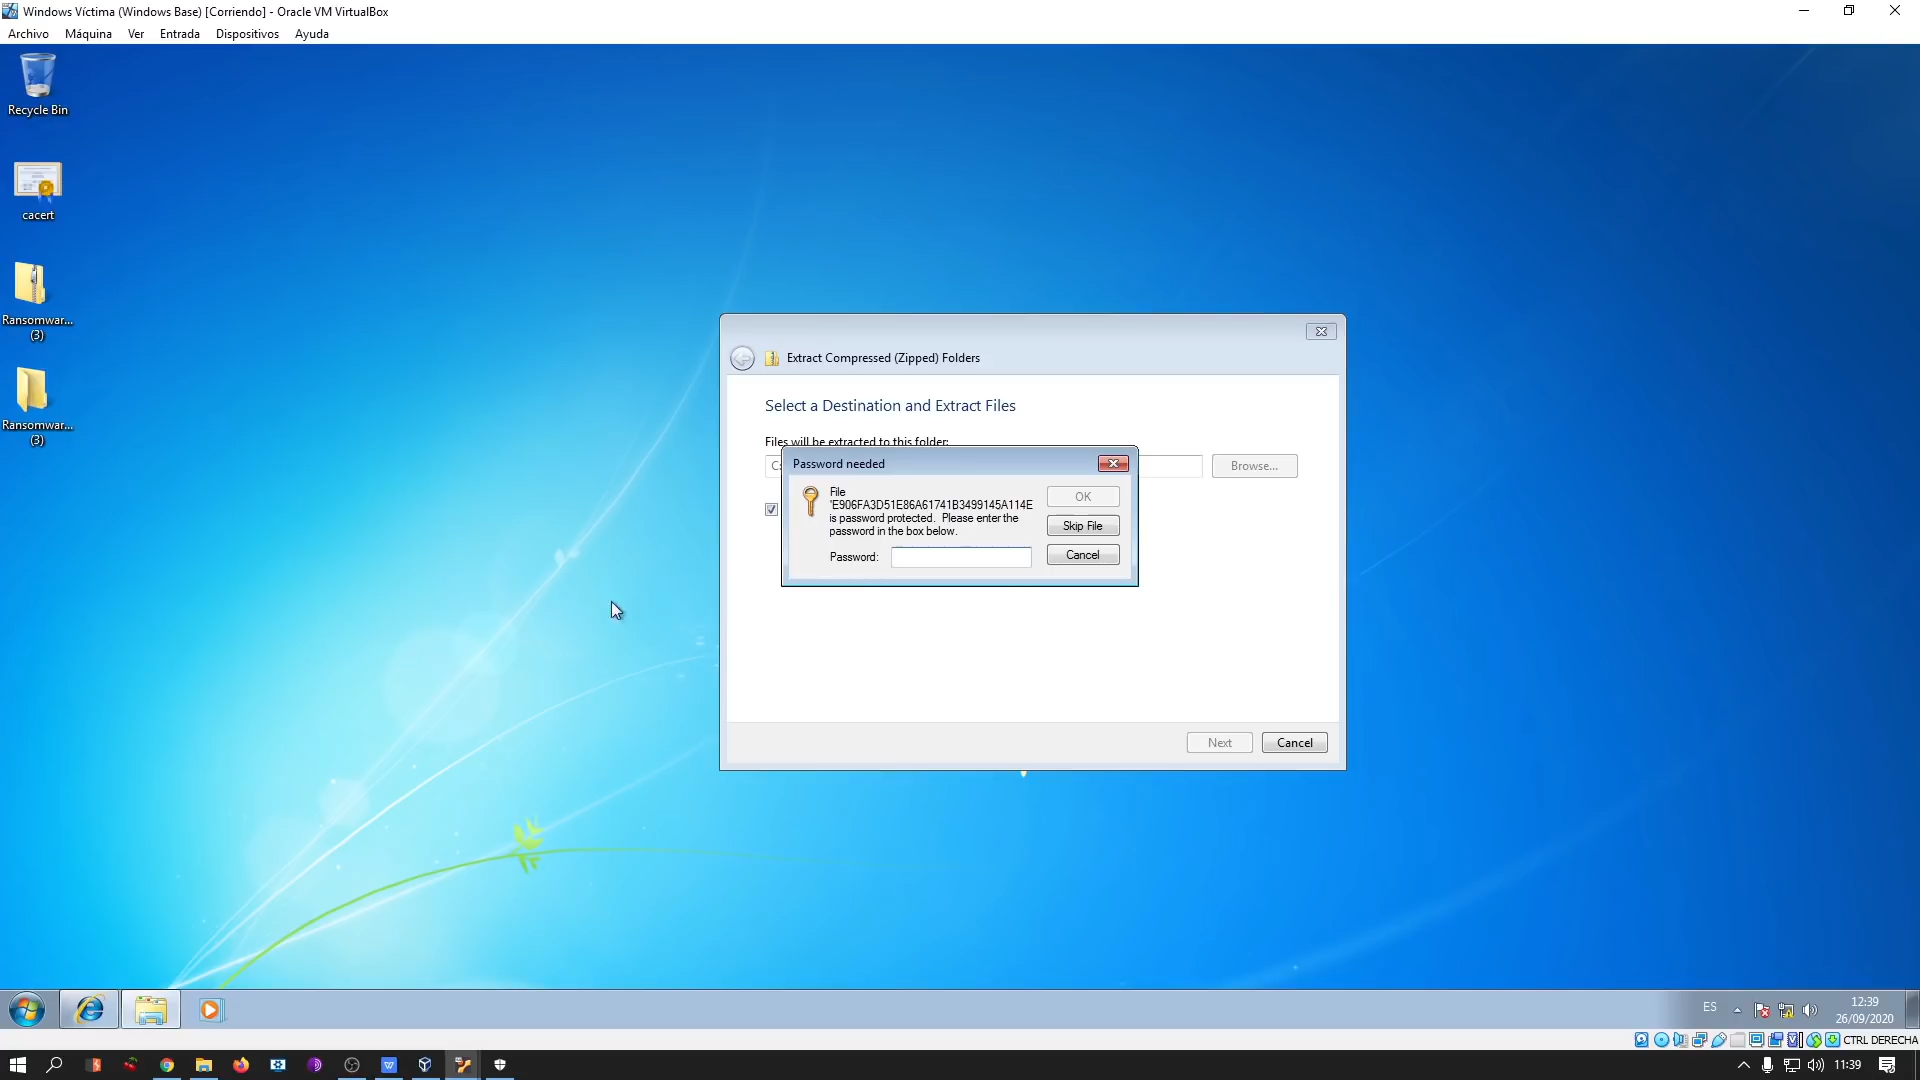 Windows Víctima (Windows Base) [Corriendo] - Oracle VM VirtualBox
Archivo Máquina Ver Entrada Dispositivos Ayuda
Recycle Bin
cacert
Ransomwar...
(3)
Ransomwar...
(3)
Extract Compressed (Zipped) Folders
Select a Destination and Extract Files
Files will be extracted to this folder:
C:
Browse...
Password needed
File
'E906FA3D51E86A61741B3499145A114E
is password protected. Please enter the
password in the box below.
Password:
OK
Skip File
Cancel
Next
Cancel
ES
12:39
26/09/2020
CTRL DERECHA
11:39